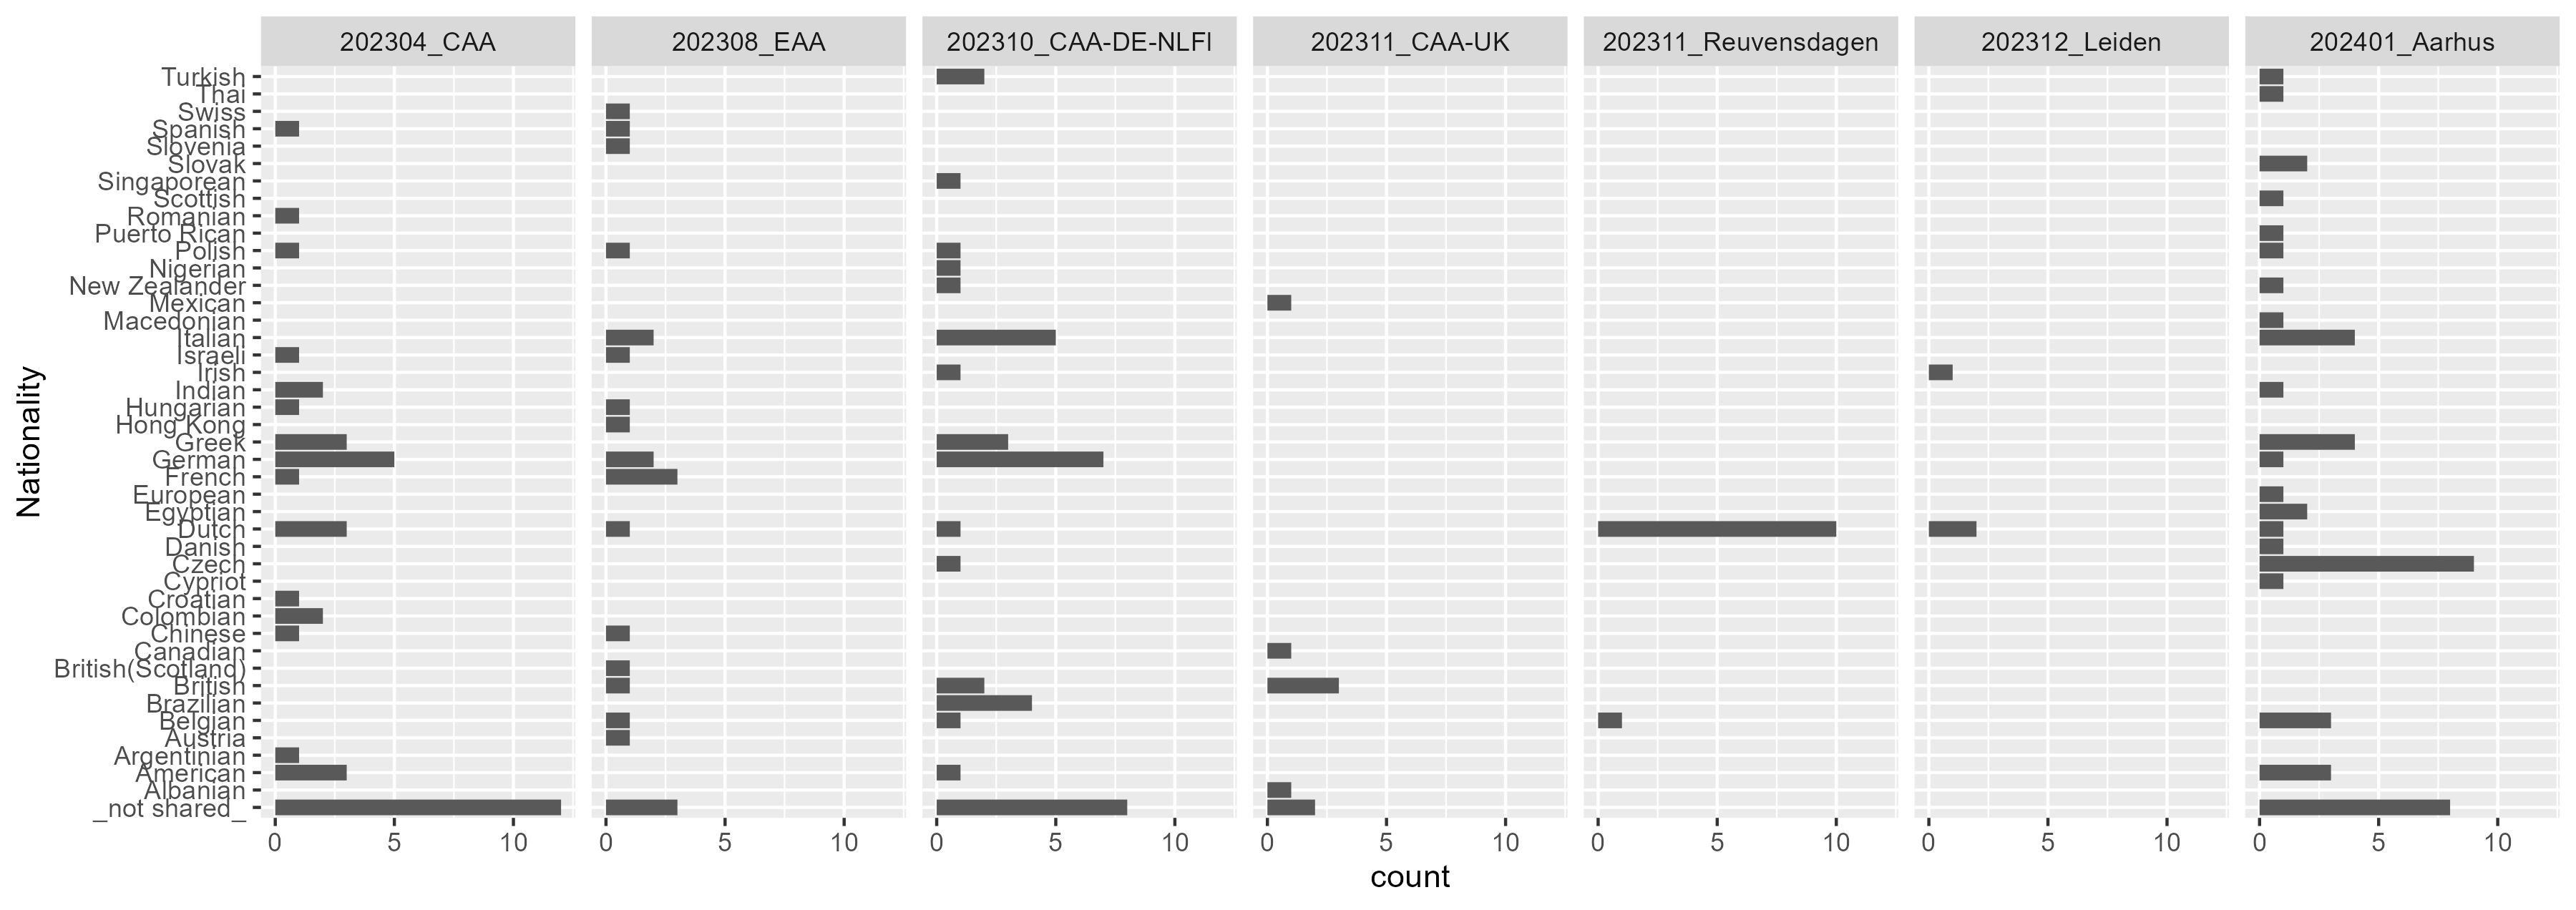 202304_CAA
202308_EAA
202310_CAA-DE-NLFl
202311_CAA-UK
202311_Reuvensdagen
202312_Leiden
202401_Aarhus
Nationality
Turkish
Thai
Swiss
Spanish
Slovenia
Slovak
Singaporean
Scottish
Romanian
Puerto Rican
Polish
Nigerian
New Zealander
Mexican
Macedonian
Italian
Israeli
Irish
Indian
Hungarian
Hong Kong
Greek
German
French
European
Egyptian
Dutch
Danish
Czech
Cypriot
Croatian
Colombian
Chinese
Canadian
British(Scotland)
British
Brazilian
Belgian
Austria
Argentinian
American
Albanian
_not shared_
0 5 10
0 5 10
0 5 10
0 5 10
0 5 10
0 5 10
0 5 10
count